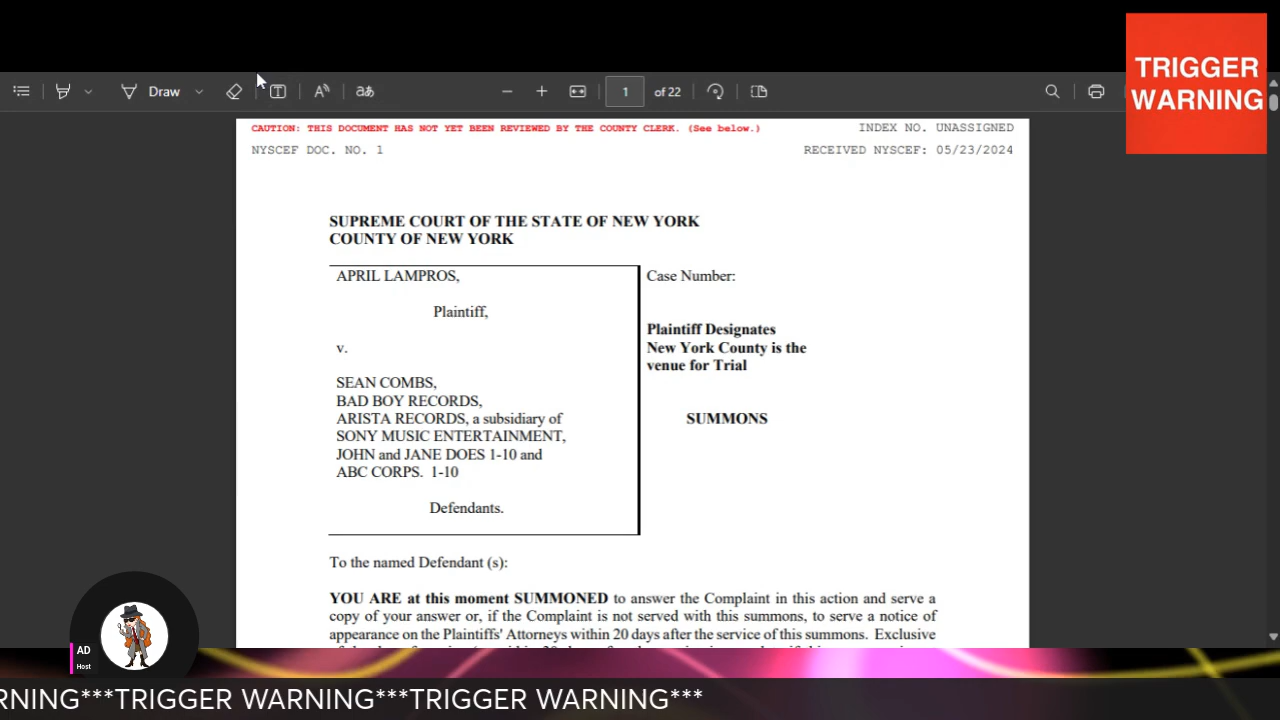 TRIGGER
WARNING
Draw
1
of 22
CAUTION: THIS DOCUMENT HAS NOT YET BEEN REVIEWED BY THE COUNTY CLERK. (See below.)
INDEX NO. UNASSIGNED
NYSCEF DOC. NO. 1
RECEIVED NYSCEF: 05/23/2024
SUPREME COURT OF THE STATE OF NEW YORK
COUNTY OF NEW YORK
APRIL LAMPROS,
Plaintiff,
v.
SEAN COMBS,
BAD BOY RECORDS,
ARISTA RECORDS, a subsidiary of
SONY MUSIC ENTERTAINMENT,
JOHN and JANE DOES 1-10 and
ABC CORPS. 1-10
Defendants.
Case Number:
Plaintiff Designates
New York County is the
venue for Trial
SUMMONS
To the named Defendant (s):
YOU ARE at this moment SUMMONED to answer the Complaint in this action and serve a
copy of your answer or, if the Complaint is not served with this summons, to serve a notice of
appearance on the Plaintiffs' Attorneys within 20 days after the service of this summons. Exclusive
AD
Host
RNING***TRIGGER WARNING***TRIGGER WARNING***